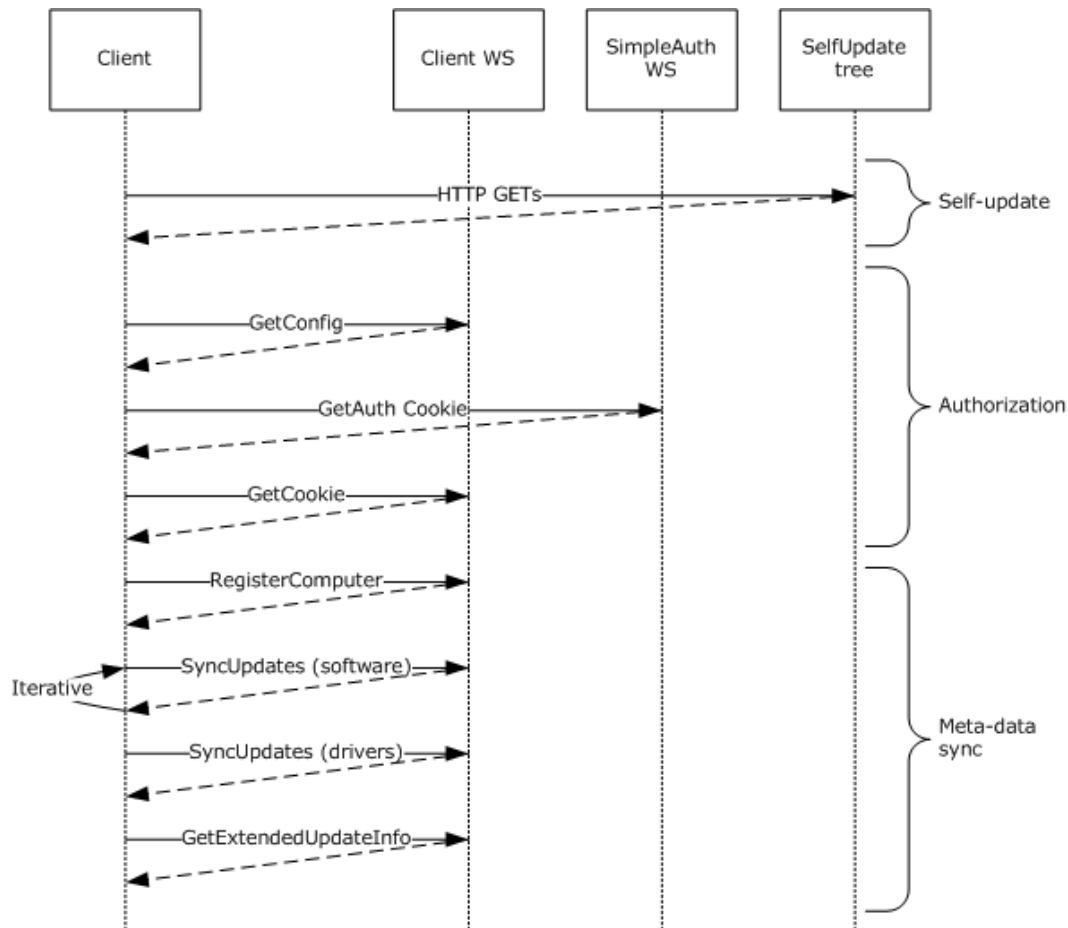 Client
Client WS
SimpleAuth
WS
SelfUpdate
tree
HTTP GETs
Self-update
GetConfig
GetAuth Cookie
Authorization
GetCookie
RegisterComputer
SyncUpdates (software)
Iterative
SyncUpdates (drivers)
Meta-data
sync
GetExtendedUpdateInfo